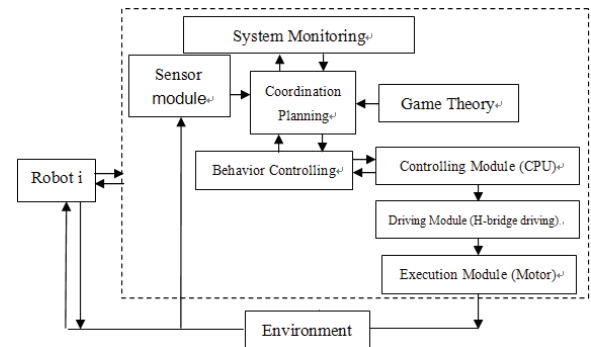 System Monitoring
Sensor
module
Coordination
Planning
Game Theory
Behavior Controlling
Controlling Module (CPU)
Robot i
Driving Module (H-bridge driving).
Execution Module (Motor)
Environment